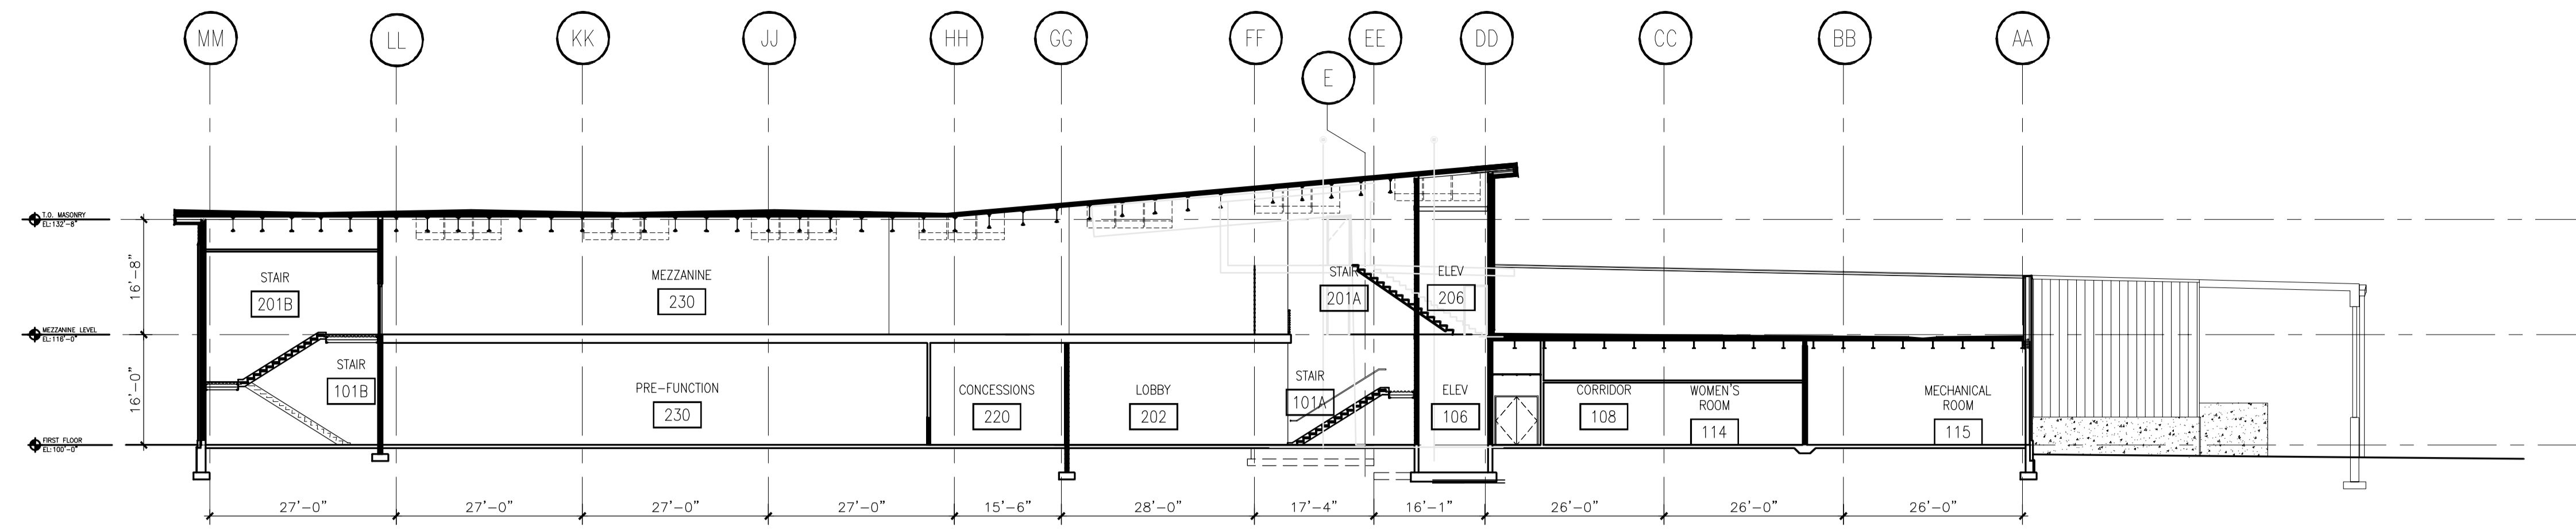 MM LL KK JJ HH GG FF EE DD CC BB AA
E
T.O. MASONRY
EL:132'-8"
16'-8"
STAIR
201B
MEZZANINE
230
STAIR
201A
ELEV
206
MEZZANINE LEVEL
EL:116'-0"
16'-0"
STAIR
101B
PRE-FUNCTION
230
CONCESSIONS
220
LOBBY
202
STAIR
101A
ELEV
106
CORRIDOR
108
WOMEN'S
ROOM
114
MECHANICAL
ROOM
115
FIRST FLOOR
EL:100'-0"
27'-0" 27'-0" 27'-0" 27'-0" 15'-6" 28'-0" 17'-4" 16'-1" 26'-0" 26'-0" 26'-0"